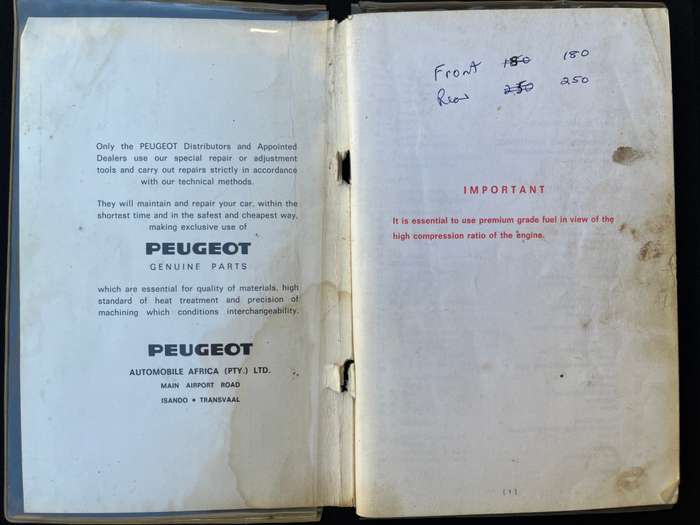 Only the PEUGEOT Distributors and Appointed
Dealers use our special repair or adjustment
tools and carry out repairs strictly in accordance
with our technical methods.
They will maintain and repair your car, within the
shortest time and in the safest and cheapest way,
making exclusive use of
PEUGEOT
GENUINE PARTS
which are essential for quality of materials, high
standard of heat treatment and precision of
machining which conditions interchangeability.
PEUGEOT
AUTOMOBILE AFRICA (PTY.) LTD.
MAIN AIRPORT ROAD
ISANDO • TRANSVAAL
Front 180 180
Rear 250 250
IMPORTANT
It is essential to use premium grade fuel in view of the
high compression ratio of the engine.
(1)